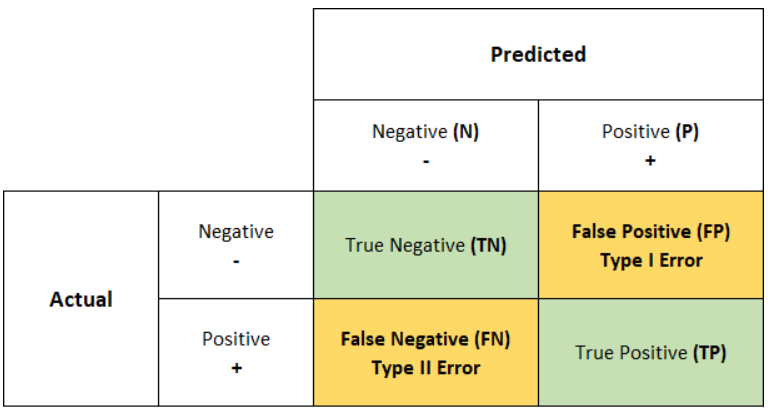 Predicted
Negative (N)
-
Positive (P)
+
Actual
Negative
-
True Negative (TN)
False Positive (FP)
Type I Error
Positive
+
False Negative (FN)
Type II Error
True Positive (TP)